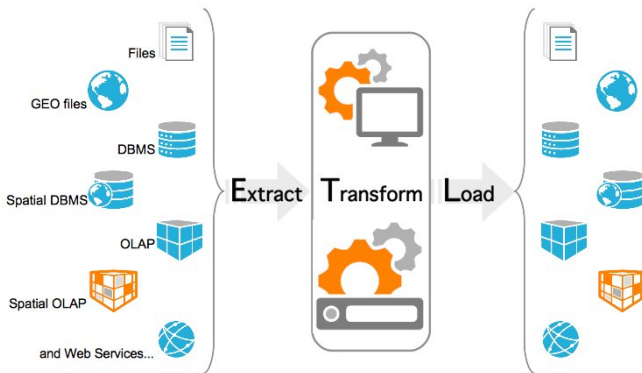 Files
GEO files
DBMS
Spatial DBMS
Extract
Transform
Load
OLAP
Spatial OLAP
and Web Services...